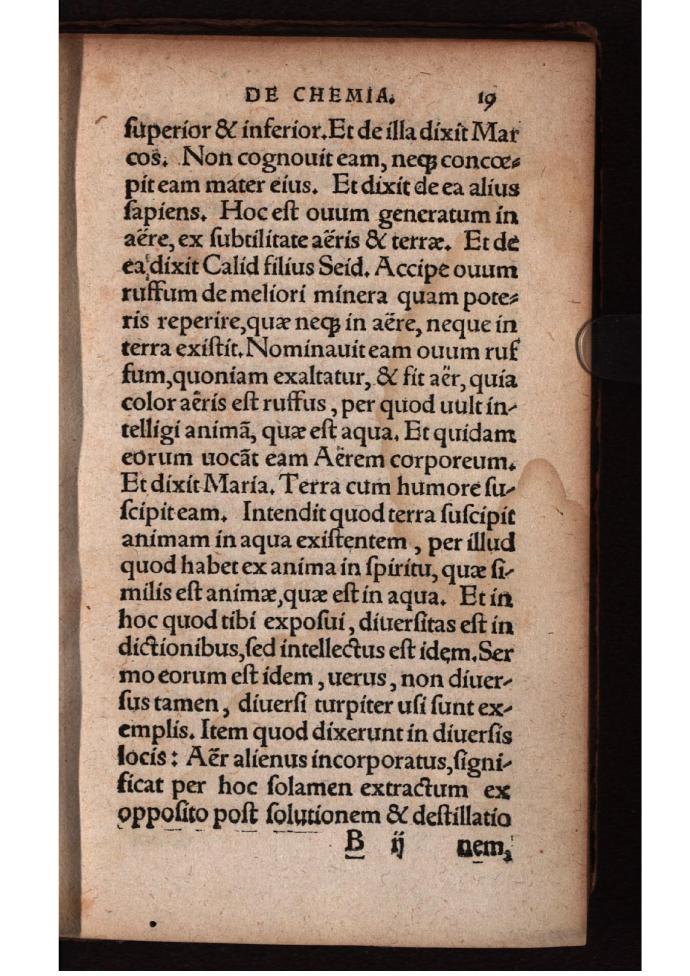 DE CHEMIA. 19
ſuperior & inferior. Et de illa dixit Mar
cos. Non cognouit eam, neqꝫ concœ-
pit eam mater eius. Et dixit de ea alius
ſapiens. Hoc eſt ouum generatum in
aëre, ex ſubtilitate aëris & terræ. Et de
ea dixit Calid filius Seid. Accipe ouum
ruffum de meliori minera quam pote-
ris reperire, quæ neqꝫ in aëre, neque in
terra exiſtit. Nominauit eam ouum ruf
fum, quoniam exaltatur, & fit aër, quia
color aëris eſt ruffus, per quod uult in-
telligi animã, quæ eſt aqua. Et quidam
eorum uocãt eam Aërem corporeum.
Et dixit Maria. Terra cum humore ſu-
ſcipit eam. Intendit quod terra ſuſcipit
animam in aqua exiſtentem, per illud
quod habet ex anima in ſpiritu, quæ ſi-
milis eſt animæ, quæ eſt in aqua. Et in
hoc quod tibi expoſui, diuerſitas eſt in
dictionibus, ſed intellectus eſt idem. Ser
mo eorum eſt idem, uerus, non diuer-
ſus tamen, diuerſi turpiter uſi ſunt ex-
emplis. Item quod dixerunt in diuerſis
locis: Aër alienus incorporatus, ſigni-
ficat per hoc ſolamen extractum ex
oppoſito poſt ſolutionem & deſtillatio
B ij nem,